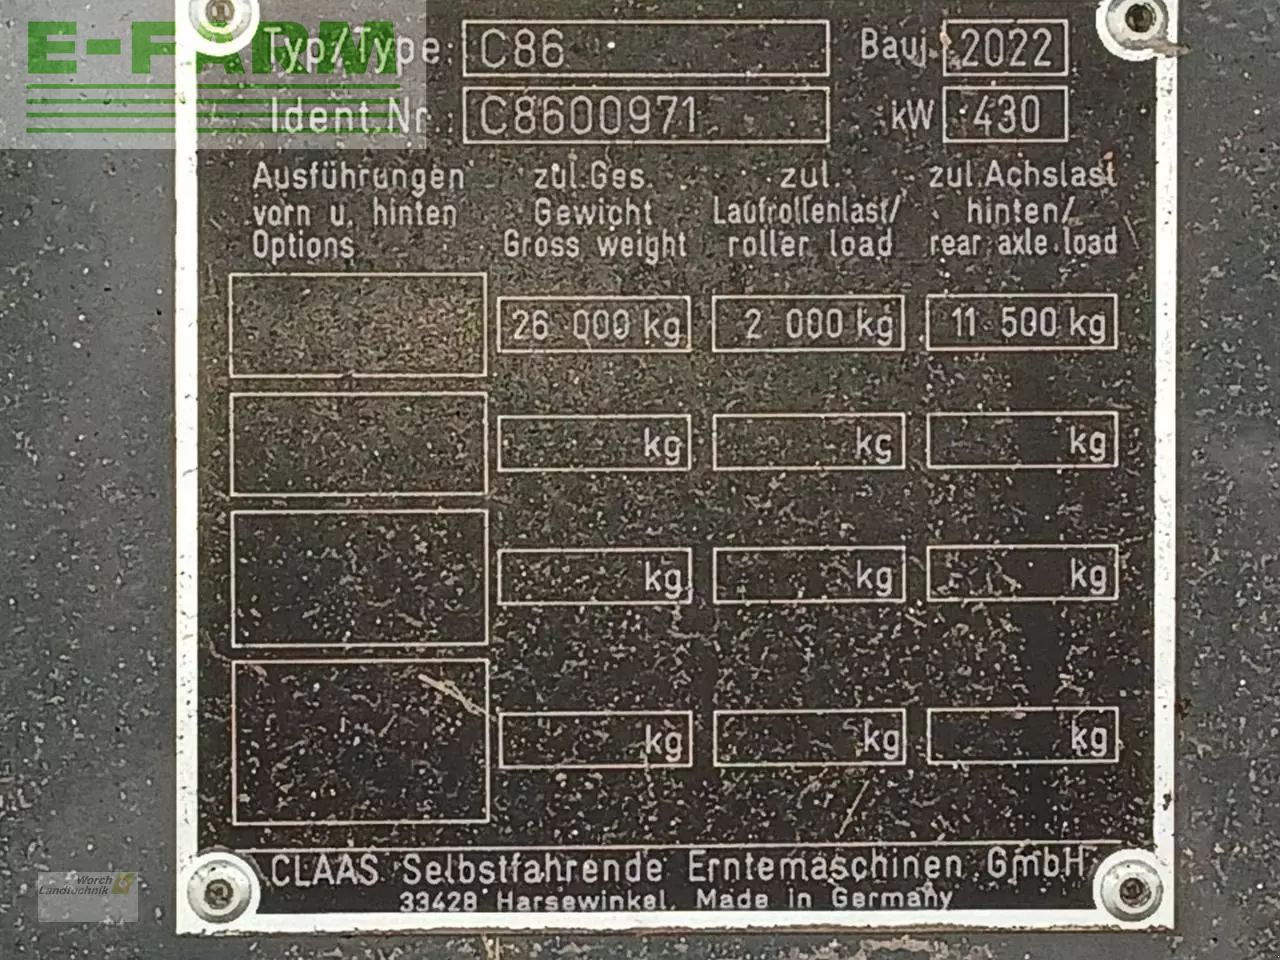 E-FARM
Typ/Type C86 Bauj. 2022
Ident.Nr. C8600971 kW 430
Ausführungen zul.Ges. zul. zul.Achslast
vorn u. hinten Gewicht Laufrollenlast/ hinten/
Options Gross weight roller load rear axle load
26 000 kg 2 000 kg 11 500 kg
kg kg kg
kg kg kg
kg kg kg
CLAAS Selbstfahrende Erntemaschinen GmbH
33428 Harsewinkel. Made in Germany
Worch
Landtechnik